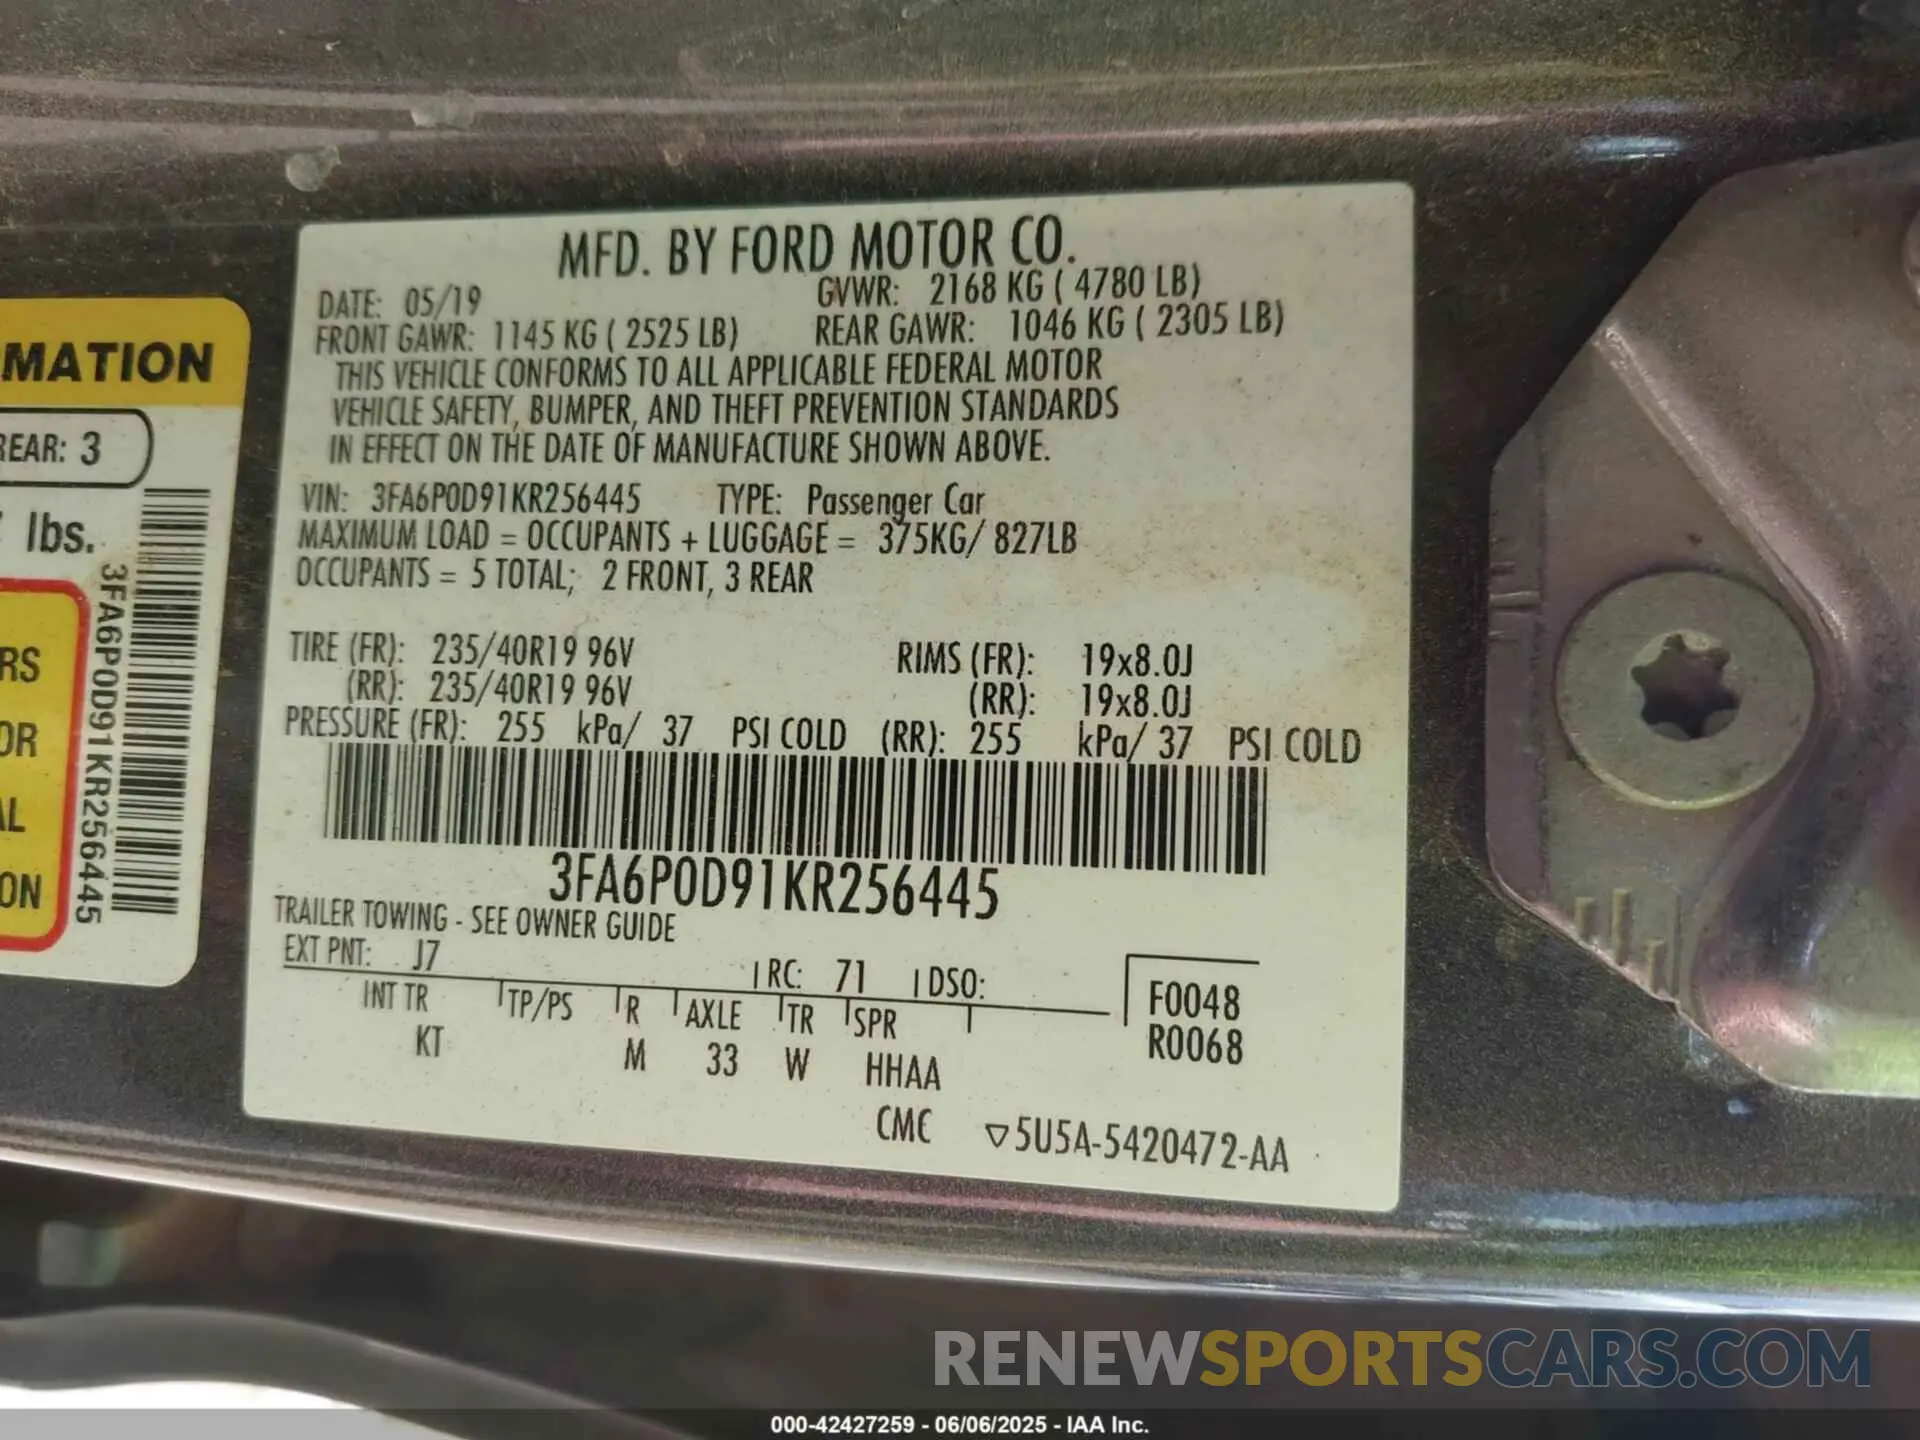 MFD. BY FORD MOTOR CO.
DATE: 05/19 GVWR: 2168 KG ( 4780 LB)
FRONT GAWR: 1145 KG ( 2525 LB) REAR GAWR: 1046 KG ( 2305 LB)
THIS VEHICLE CONFORMS TO ALL APPLICABLE FEDERAL MOTOR
VEHICLE SAFETY, BUMPER, AND THEFT PREVENTION STANDARDS
IN EFFECT ON THE DATE OF MANUFACTURE SHOWN ABOVE.
VIN: 3FA6P0D91KR256445 TYPE: Passenger Car
MAXIMUM LOAD = OCCUPANTS + LUGGAGE = 375KG/ 827LB
OCCUPANTS = 5 TOTAL; 2 FRONT, 3 REAR
TIRE (FR): 235/40R19 96V RIMS (FR): 19x8.0J
(RR): 235/40R19 96V (RR): 19x8.0J
PRESSURE (FR): 255 kPa/ 37 PSI COLD (RR): 255 kPa/ 37 PSI COLD
3FA6P0D91KR256445
TRAILER TOWING - SEE OWNER GUIDE
EXT PNT: J7 RC: 71 DSO:
INT TR TP/PS R AXLE TR SPR
KT M 33 W HHAA
F0048
R0068
CMC ▽5U5A-5420472-AA
MATION
REAR: 3
lbs.
3FA6P0D91KR256445
RS
OR
AL
ON
RENEWSPORTSCARS.COM
000-42427259 - 06/06/2025 - IAA Inc.